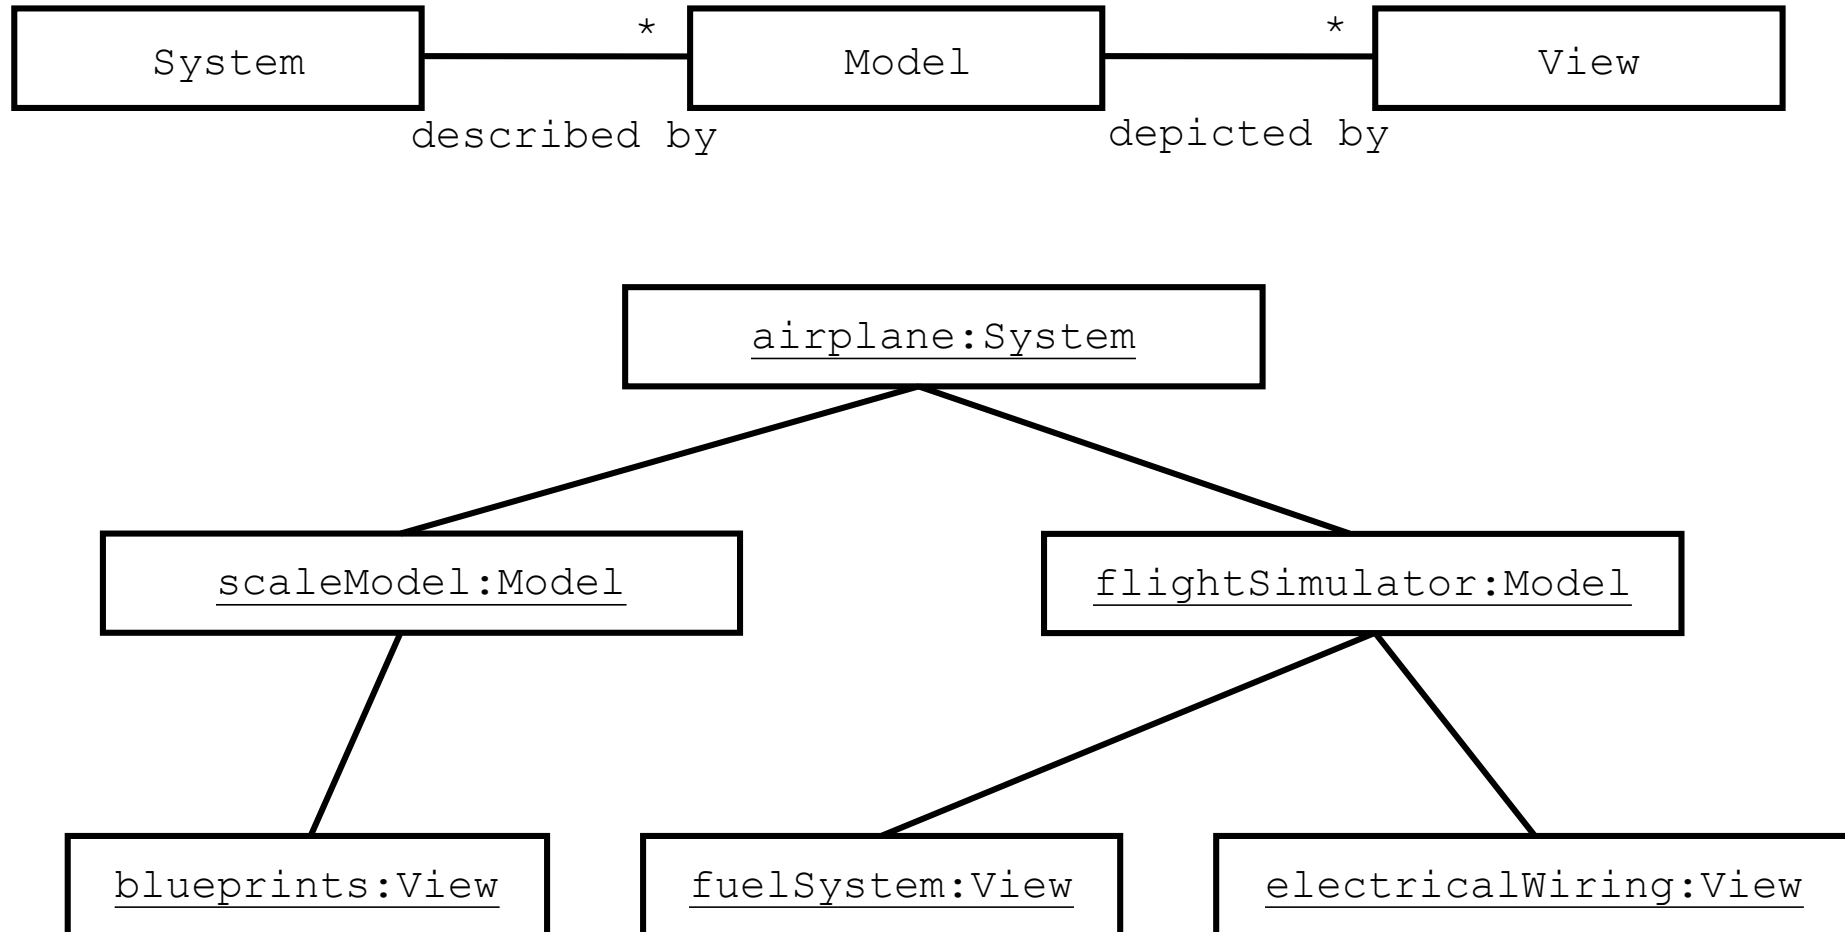 * *
System Model View
described by depicted by
airplane:System
scaleModel:Model flightSimulator:Model
blueprints:View fuelSystem:View electricalWiring:View